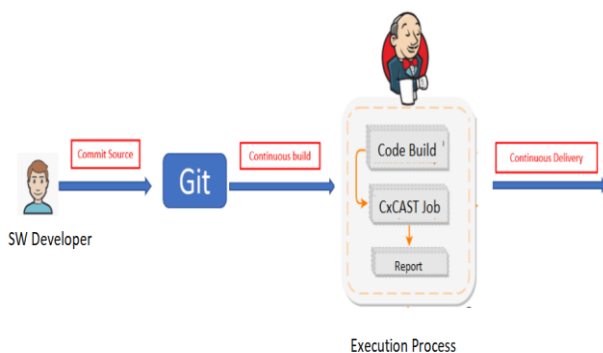 Commit Source
Continuous build
Continuous Delivery
Git
SW Developer
Code Build
CxCAST Job
Report
Execution Process